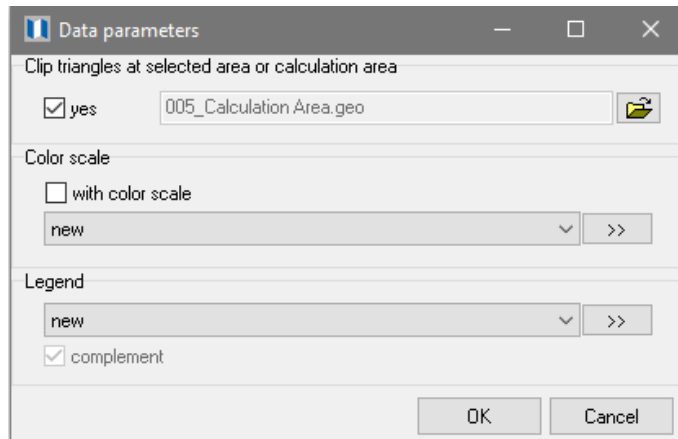 Data parameters
Clip triangles at selected area or calculation area
yes 005_Calculation Area.geo
Color scale
with color scale
new >>
Legend
new >>
complement
OK Cancel